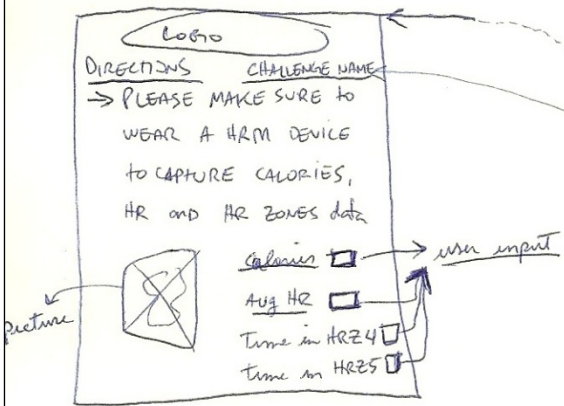 LOGO
DIRECTIONS CHALLENGE NAME
→ PLEASE MAKE SURE to
WEAR A HRM DEVICE
to CAPTURE CALORIES,
HR and HR ZONES data
Calories
user input
Avg HR
picture
Time in HRZ4
time in HRZ5